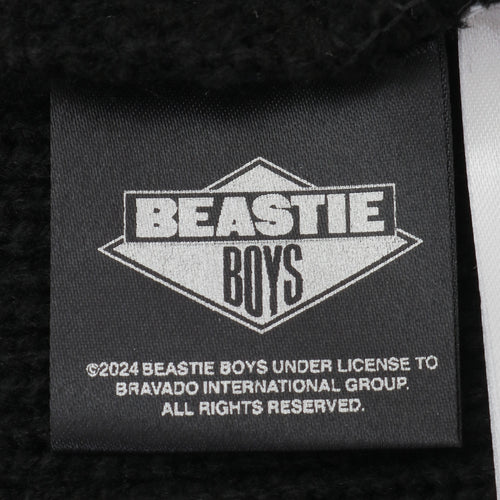 BEASTIE
BOYS
©2024 BEASTIE BOYS UNDER LICENSE TO
BRAVADO INTERNATIONAL GROUP.
ALL RIGHTS RESERVED.